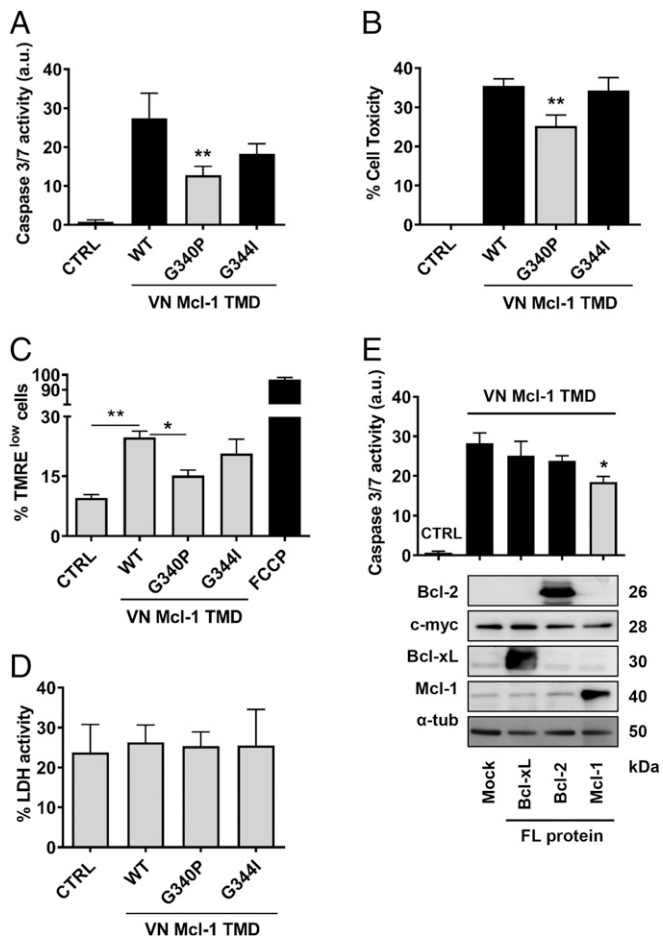 A
Caspase 3/7 activity (a.u.)
40
30
20
10
0
**
CTRL
WT
G340P
G344I
VN Mcl-1 TMD
B
% Cell Toxicity
40
30
20
10
0
**
WT
G340P
G344I
CTRL
VN Mcl-1 TMD
C
% TMRE low cells
100
90
30
15
0
**
*
CTRL
WT
G340P
G344I
FCCP
VN Mcl-1 TMD
D
% LDH activity
40
30
20
10
0
CTRL
WT
G340P
G344I
VN Mcl-1 TMD
E
VN Mcl-1 TMD
Caspase 3/7 activity (a.u.)
40
30
20
10
0
CTRL
*
Bcl-2 26
c-myc 28
Bcl-xL 30
Mcl-1 40
α-tub 50
kDa
Mock
Bcl-xL
Bcl-2
Mcl-1
FL protein